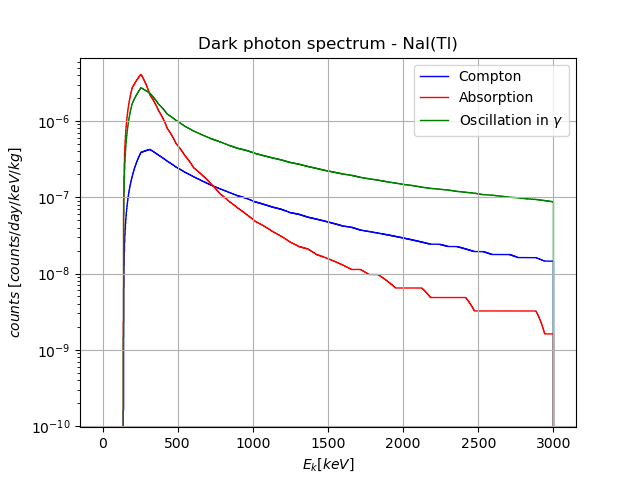 Dark photon spectrum - NaI(Tl)
Compton
Absorption
Oscillation in γ
counts [counts/day/keV/kg]
10⁻⁶
10⁻⁷
10⁻⁸
10⁻⁹
10⁻¹⁰
0 500 1000 1500 2000 2500 3000
E_k[keV]